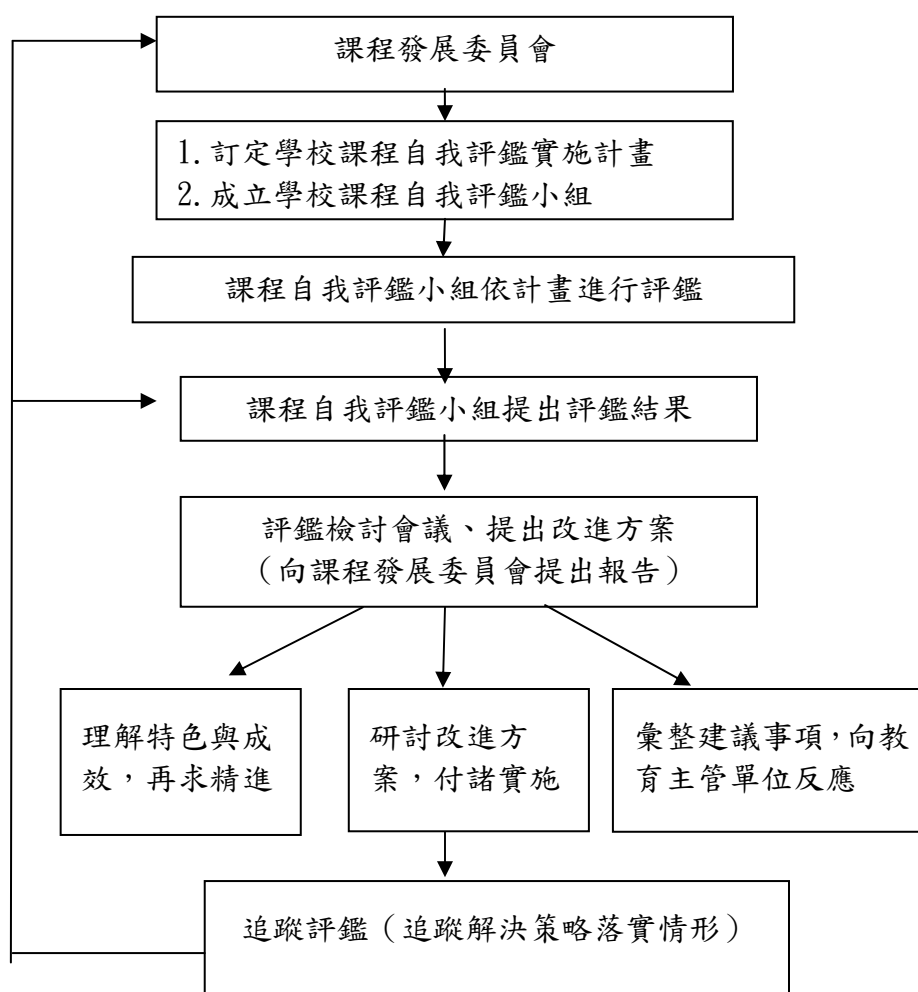 課程發展委員會
1.訂定學校課程自我評鑑實施計畫
2.成立學校課程自我評鑑小組
課程自我評鑑小組依計畫進行評鑑
課程自我評鑑小組提出評鑑結果
評鑑檢討會議、提出改進方案
（向課程發展委員會提出報告）
理解特色與成
效，再求精進
研討改進方
案，付諸實施
彙整建議事項，向教
育主管單位反應
追蹤評鑑（追蹤解決策略落實情形）